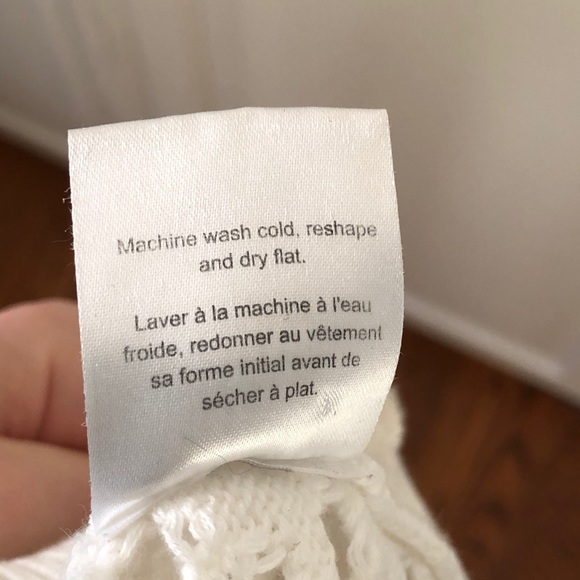 Machine wash cold, reshape
and dry flat.
Laver à la machine à l'eau
froide, redonner au vêtement
sa forme initial avant de
sécher à plat.